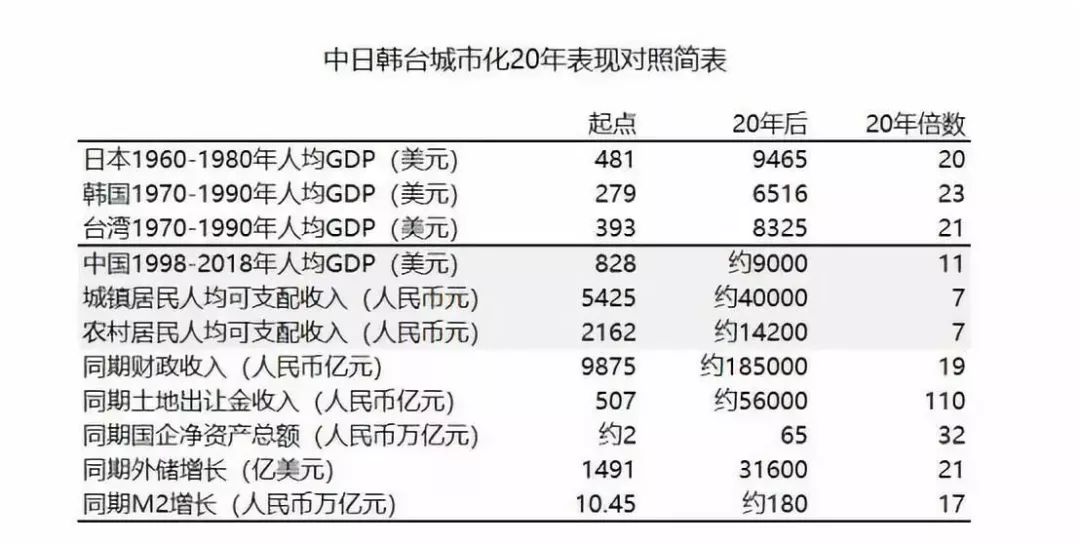 中日韩台城市化20年表现对照简表
起点 20年后 20年倍数
日本1960-1980年人均GDP（美元） 481 9465 20
韩国1970-1990年人均GDP（美元） 279 6516 23
台湾1970-1990年人均GDP（美元） 393 8325 21
中国1998-2018年人均GDP（美元） 828 约9000 11
城镇居民人均可支配收入（人民币元） 5425 约40000 7
农村居民人均可支配收入（人民币元） 2162 约14200 7
同期财政收入（人民币亿元） 9875 约185000 19
同期土地出让金收入（人民币亿元） 507 约56000 110
同期国企净资产总额（人民币万亿元） 约2 65 32
同期外储增长（亿美元） 1491 31600 21
同期M2增长（人民币万亿元） 10.45 约180 17